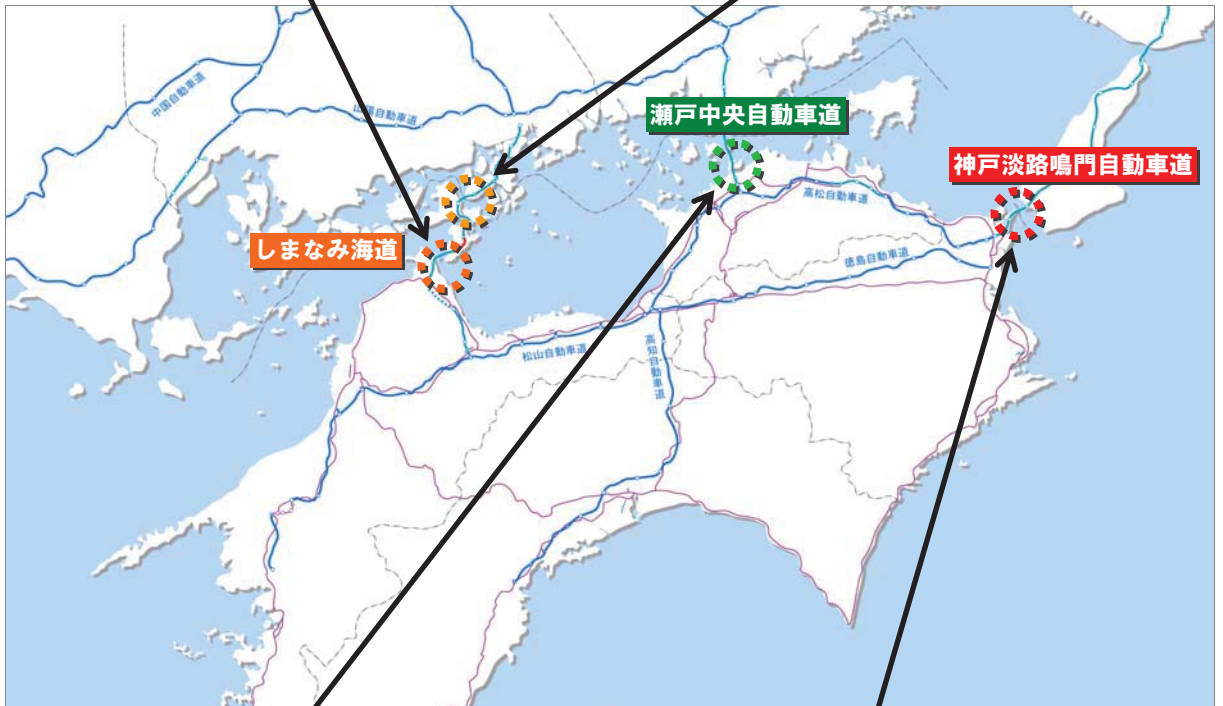 中国自動車道
山陽自動車道
瀬戸中央自動車道
神戸淡路鳴門自動車道
高松自動車道
しまなみ海道
徳島自動車道
松山自動車道
高知自動車道